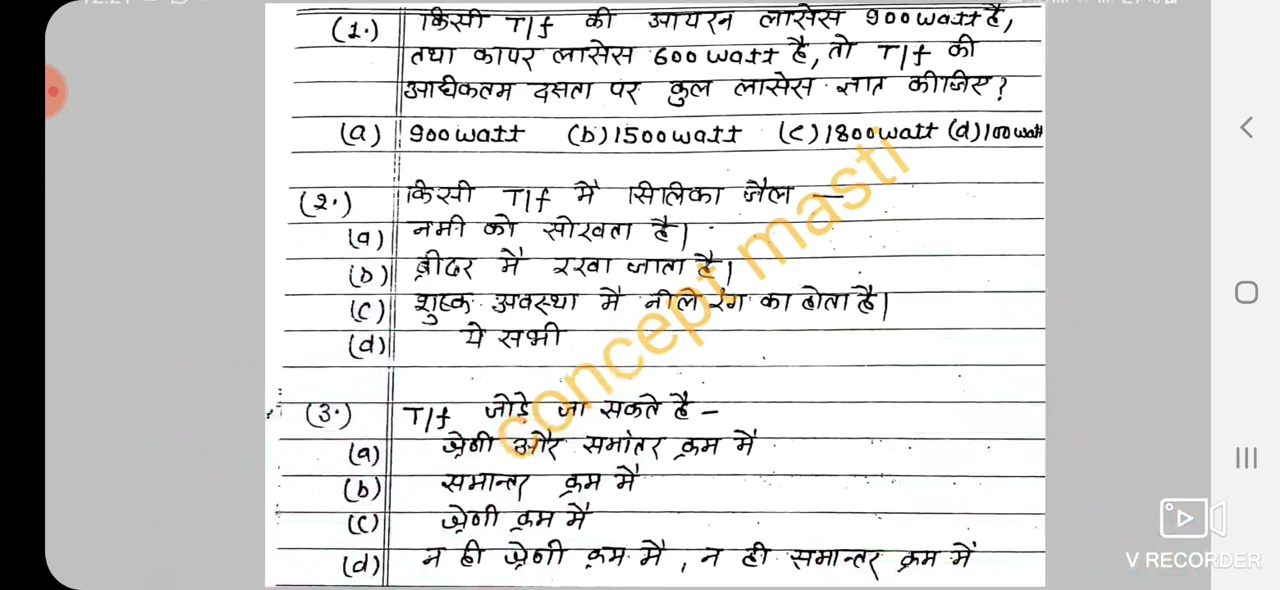 (1.) किसी T/f की आयरन लासेस 900 watt है,
तथा कापर लासेस 600 watt है, तो T/f की
अधिकतम दक्षता पर कुल लासेस ज्ञात कीजिए?
(a) 900 watt (b) 1500 watt (c) 1800 watt (d) 100 watt
(2.) किसी T/f में सिलिका जैल —
(a) नमी को सोखता है।
(b) ब्रीदर में रखा जाता है।
(c) शुष्क अवस्था में नीले रंग का होता है।
(d) ये सभी
(3.) T/f जोड़े जा सकते है –
(a) श्रेणी और समांतर क्रम में
(b) समान्तर क्रम में
(c) श्रेणी क्रम में
(d) न ही श्रेणी क्रम में, न ही समान्तर क्रम में
concept masti
V RECORDER